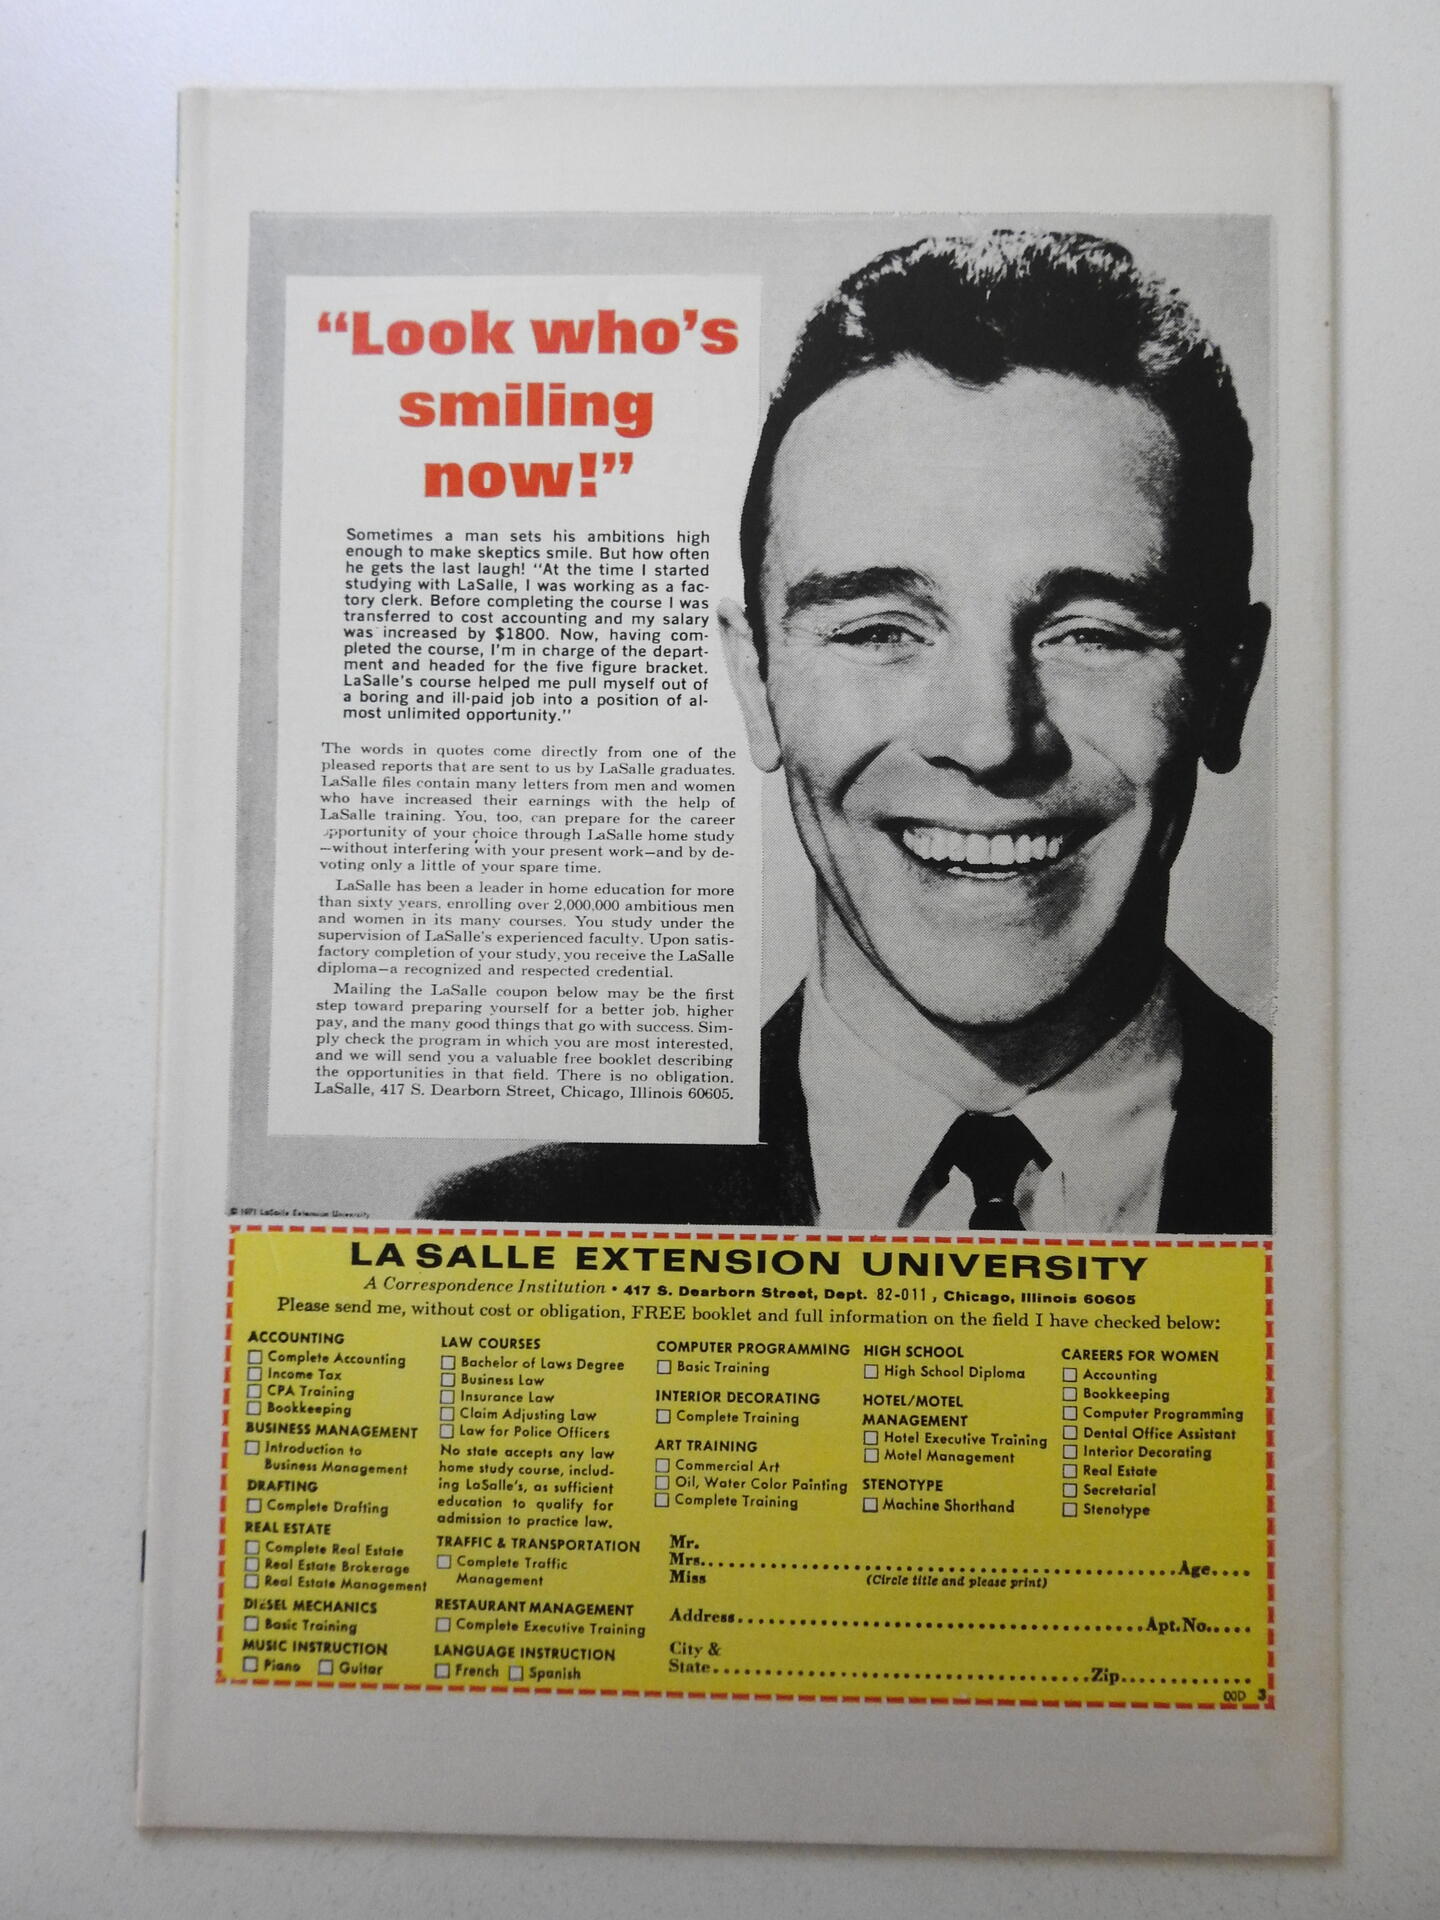 “Look who’s
smiling
now!”
Sometimes a man sets his ambitions high
enough to make skeptics smile. But how often
he gets the last laugh! “At the time I started
studying with LaSalle, I was working as a fac-
tory clerk. Before completing the course I was
transferred to cost accounting and my salary
was increased by $1800. Now, having com-
pleted the course, I’m in charge of the depart-
ment and headed for the five figure bracket.
LaSalle’s course helped me pull myself out of
a boring and ill-paid job into a position of al-
most unlimited opportunity.”
The words in quotes come directly from one of the
pleased reports that are sent to us by LaSalle graduates.
LaSalle files contain many letters from men and women
who have increased their earnings with the help of
LaSalle training. You, too, can prepare for the career
opportunity of your choice through LaSalle home study
—without interfering with your present work—and by de-
voting only a little of your spare time.
LaSalle has been a leader in home education for more
than sixty years, enrolling over 2,000,000 ambitious men
and women in its many courses. You study under the
supervision of LaSalle’s experienced faculty. Upon satis-
factory completion of your study, you receive the LaSalle
diploma—a recognized and respected credential.
Mailing the LaSalle coupon below may be the first
step toward preparing yourself for a better job, higher
pay, and the many good things that go with success. Sim-
ply check the program in which you are most interested,
and we will send you a valuable free booklet describing
the opportunities in that field. There is no obligation.
LaSalle, 417 S. Dearborn Street, Chicago, Illinois 60605.
© 1971 LaSalle Extension University
LA SALLE EXTENSION UNIVERSITY
A Correspondence Institution • 417 S. Dearborn Street, Dept. 82-011, Chicago, Illinois 60605
Please send me, without cost or obligation, FREE booklet and full information on the field I have checked below:
ACCOUNTING
Complete Accounting
Income Tax
CPA Training
Bookkeeping
BUSINESS MANAGEMENT
Introduction to
Business Management
DRAFTING
Complete Drafting
REAL ESTATE
Complete Real Estate
Real Estate Brokerage
Real Estate Management
DIESEL MECHANICS
Basic Training
MUSIC INSTRUCTION
Piano Guitar
LAW COURSES
Bachelor of Laws Degree
Business Law
Insurance Law
Claim Adjusting Law
Law for Police Officers
No state accepts any law
home study course, includ-
ing LaSalle’s, as sufficient
education to qualify for
admission to practice law.
TRAFFIC & TRANSPORTATION
Complete Traffic
Management
RESTAURANT MANAGEMENT
Complete Executive Training
LANGUAGE INSTRUCTION
French Spanish
COMPUTER PROGRAMMING
Basic Training
INTERIOR DECORATING
Complete Training
ART TRAINING
Commercial Art
Oil, Water Color Painting
Complete Training
HIGH SCHOOL
High School Diploma
HOTEL/MOTEL
MANAGEMENT
Hotel Executive Training
Motel Management
STENOTYPE
Machine Shorthand
CAREERS FOR WOMEN
Accounting
Bookkeeping
Computer Programming
Dental Office Assistant
Interior Decorating
Real Estate
Secretarial
Stenotype
Mr.
Mrs. Age
Miss (Circle title and please print)
Address Apt. No.
City &
State Zip
OOD 3